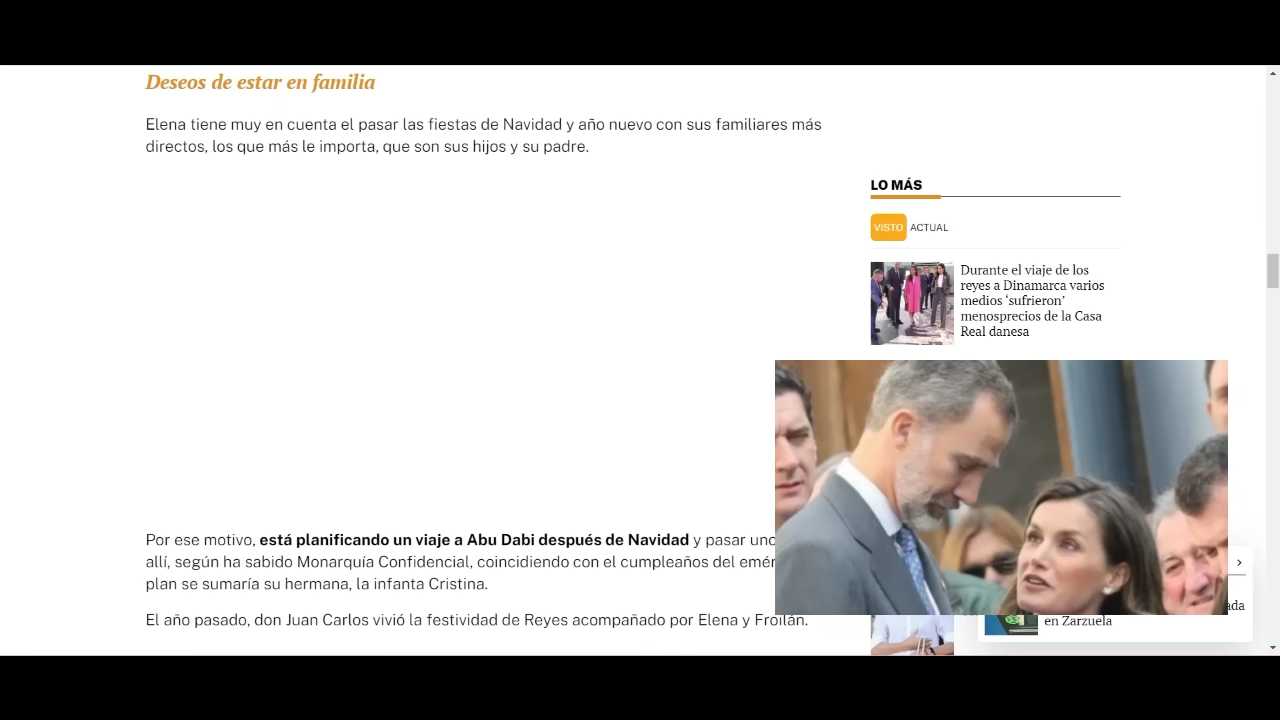 Deseos de estar en familia
Elena tiene muy en cuenta el pasar las fiestas de Navidad y año nuevo con sus familiares más
directos, los que más le importa, que son sus hijos y su padre.
LO MÁS
VISTO ACTUAL
Durante el viaje de los
reyes a Dinamarca varios
medios ‘sufrieron’
menosprecios de la Casa
Real danesa
Por ese motivo, está planificando un viaje a Abu Dabi después de Navidad y pasar
allí, según ha sabido Monarquía Confidencial, coincidiendo con el cumpleaños del
plan se sumaría su hermana, la infanta Cristina.
El año pasado, don Juan Carlos vivió la festividad de Reyes acompañado por Elena y Froilán.
en Zarzuela